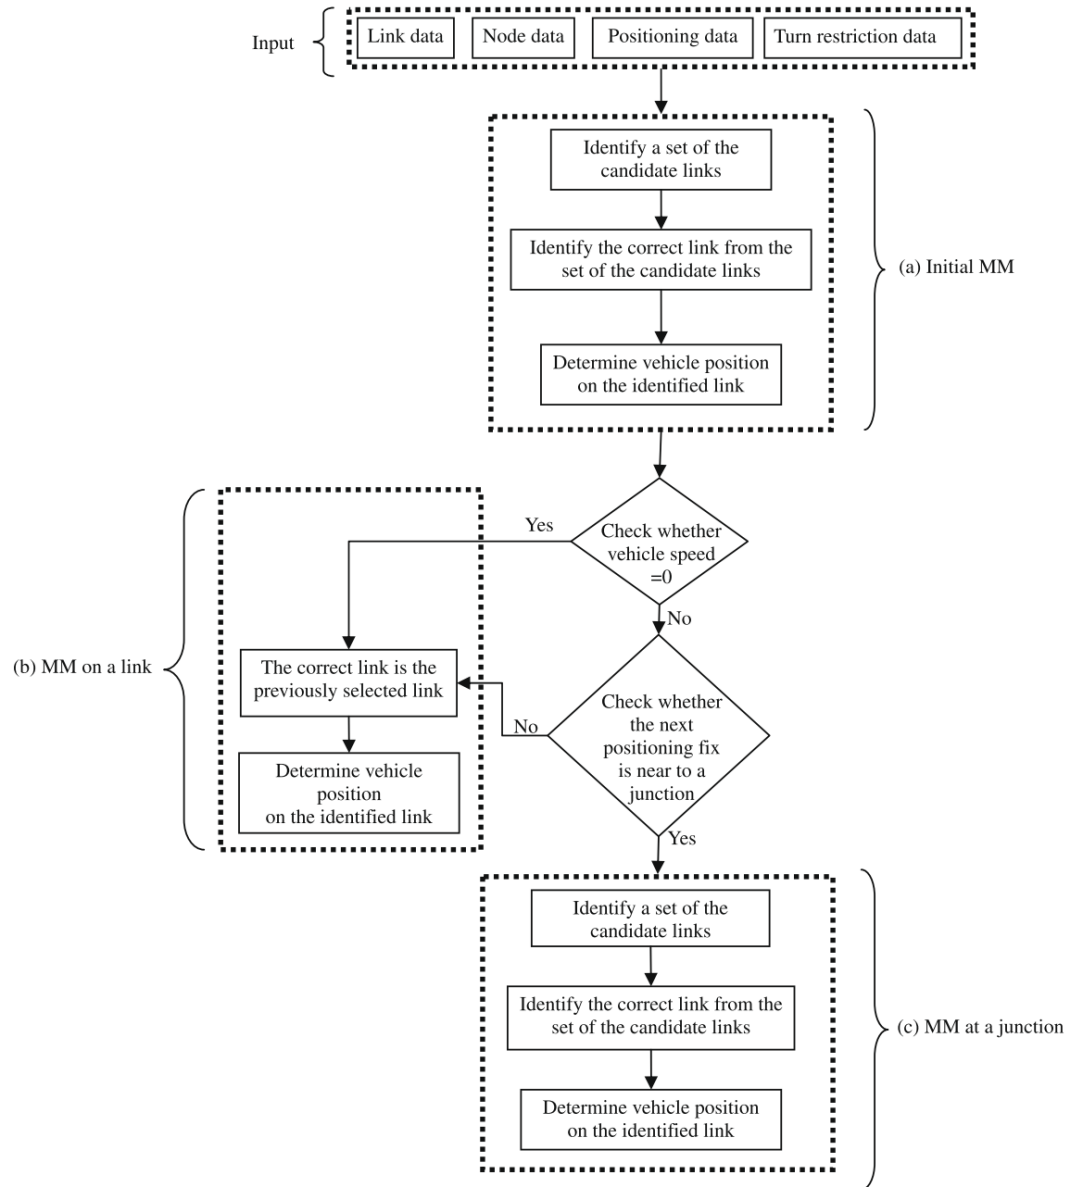 Input
Link data
Node data
Positioning data
Turn restriction data
Identify a set of the
candidate links
Identify the correct link from the
set of the candidate links
(a) Initial MM
Determine vehicle position
on the identified link
Yes
Check whether
vehicle speed
=0
No
(b) MM on a link
The correct link is the
previously selected link
No
Check whether
the next
positioning fix
is near to a
junction
Determine vehicle
position
on the identified link
Yes
Identify a set of the
candidate links
Identify the correct link from the
set of the candidate links
(c) MM at a junction
Determine vehicle position
on the identified link